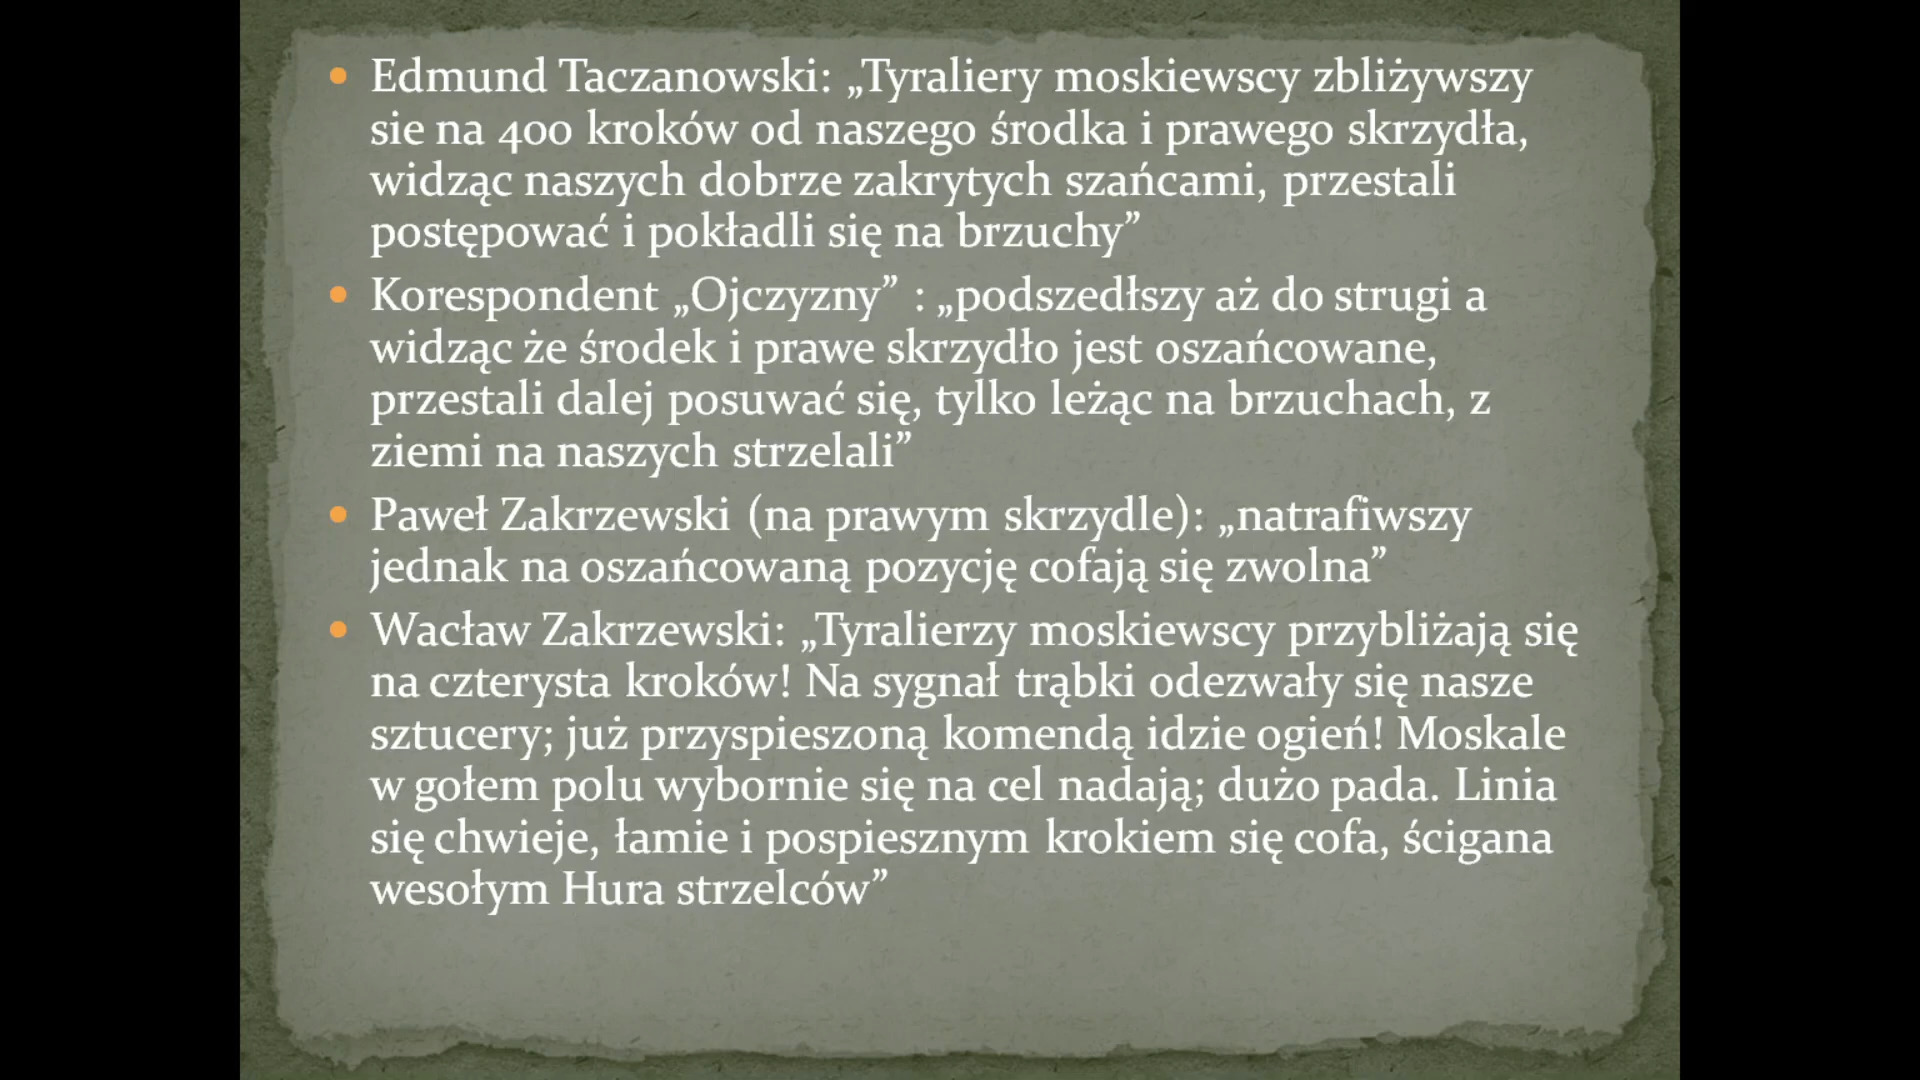 Edmund Taczanowski: „Tyraliery moskiewscy zbliżywszy
sie na 400 kroków od naszego środka i prawego skrzydła,
widząc naszych dobrze zakrytych szańcami, przestali
postępować i pokładli się na brzuchy”
Korespondent „Ojczyzny” : „podszedłszy aż do strugi a
widząc że środek i prawe skrzydło jest oszańcowane,
przestali dalej posuwać się, tylko leżąc na brzuchach, z
ziemi na naszych strzelali”
Paweł Zakrzewski (na prawym skrzydle): „natrafiwszy
jednak na oszańcowaną pozycję cofają się zwolna”
Wacław Zakrzewski: „Tyralierzy moskiewscy przybliżają się
na czterysta kroków! Na sygnał trąbki odezwały się nasze
sztucery; już przyspieszoną komendą idzie ogień! Moskale
w gołem polu wybornie się na cel nadają; dużo pada. Linia
się chwieje, łamie i pospiesznym krokiem się cofa, ścigana
wesołym Hura strzelców”